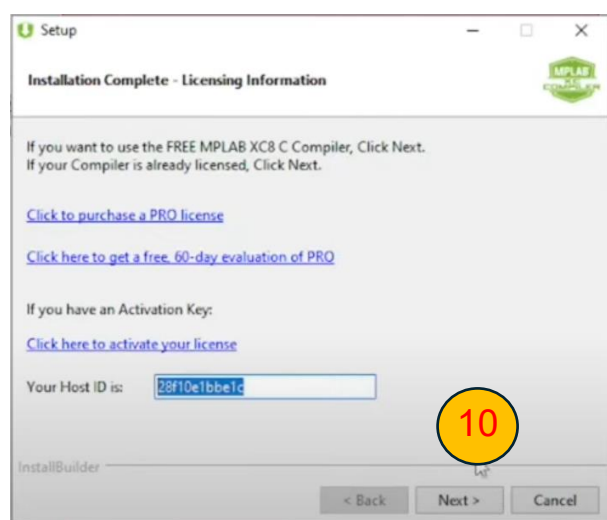 Setup
Installation Complete - Licensing Information
MPLAB
XC
COMPILER
If you want to use the FREE MPLAB XC8 C Compiler, Click Next.
If your Compiler is already licensed, Click Next.
Click to purchase a PRO license
Click here to get a free, 60-day evaluation of PRO
If you have an Activation Key:
Click here to activate your license
Your Host ID is: 28f10e1bbe1c
10
InstallBuilder
< Back Next > Cancel